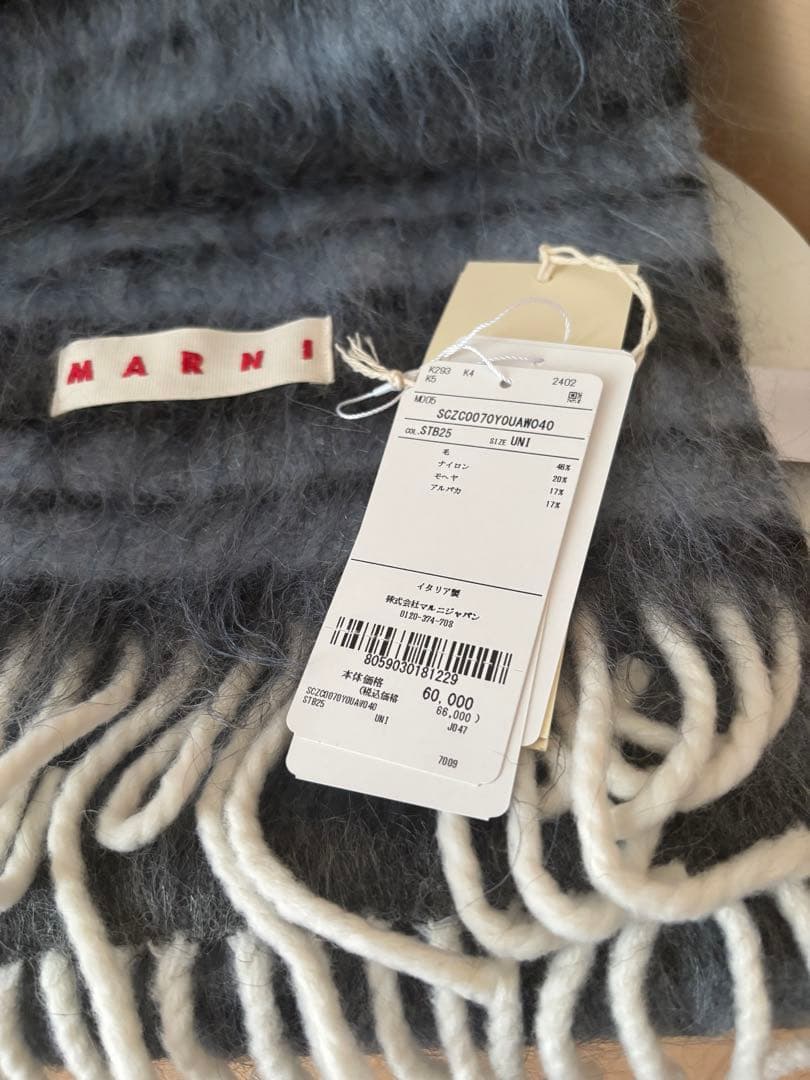 MARNI
K293 K4 2402
K5
M005
SCZC0070Y0UAW040
COL.STB25 SIZE UNI
毛 46%
ナイロン 20%
モヘヤ 17%
アルパカ 17%
イタリア製
株式会社マルニジャパン
0120-374-708
8059030181229
本体価格 60,000
(税込価格 66,000)
SCZC0070Y0UAW040
STB25 UNI J047
7009